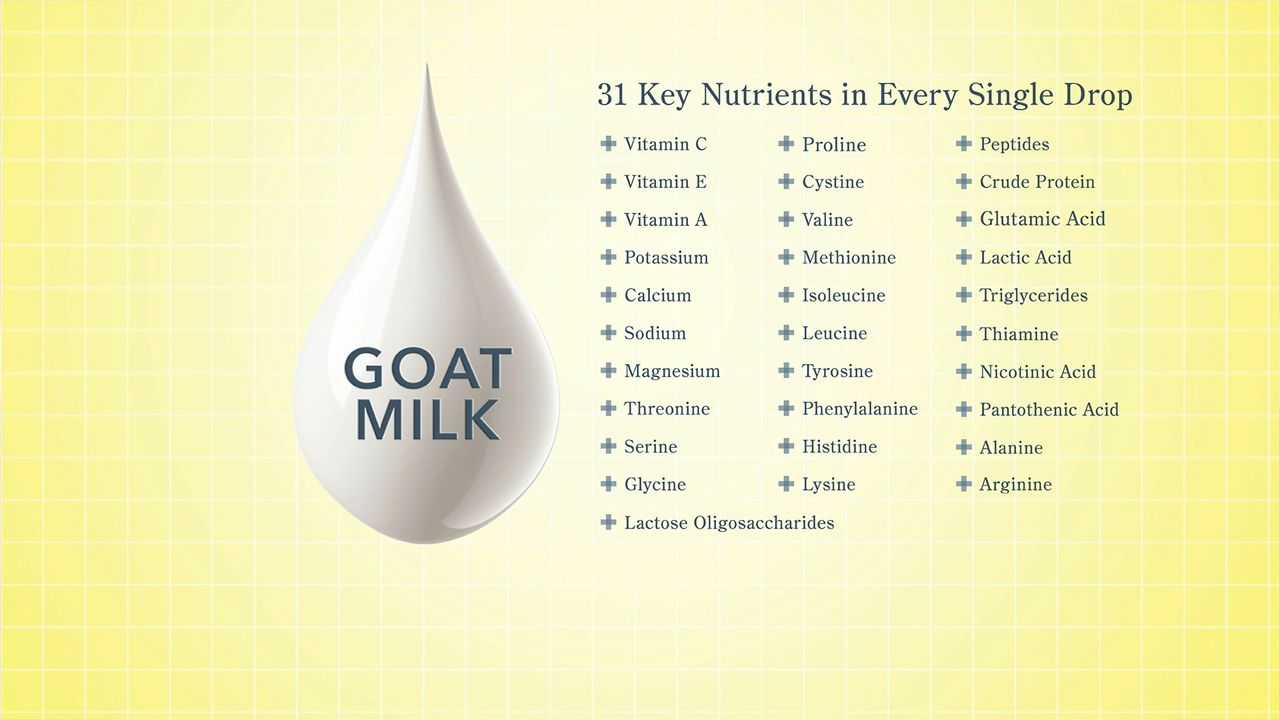 GOAT
MILK
31 Key Nutrients in Every Single Drop
Vitamin C
Vitamin E
Vitamin A
Potassium
Calcium
Sodium
Magnesium
Threonine
Serine
Glycine
Lactose Oligosaccharides
Proline
Cystine
Valine
Methionine
Isoleucine
Leucine
Tyrosine
Phenylalanine
Histidine
Lysine
Peptides
Crude Protein
Glutamic Acid
Lactic Acid
Triglycerides
Thiamine
Nicotinic Acid
Pantothenic Acid
Alanine
Arginine